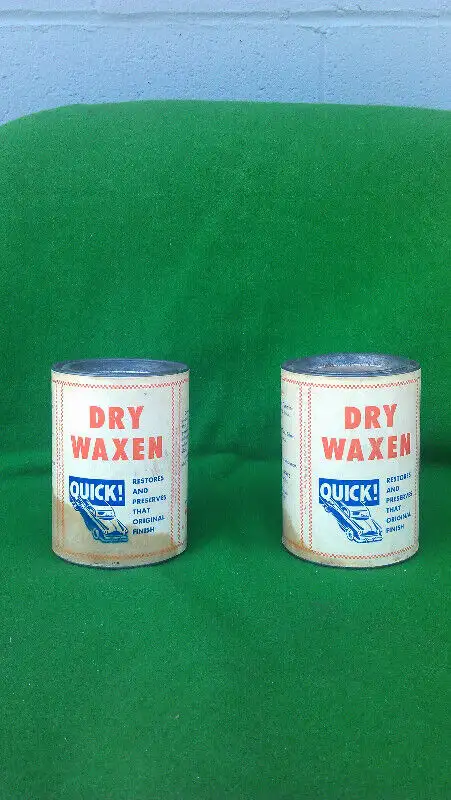 DRY
WAXEN
QUICK!
RESTORES
AND
PRESERVES
THAT
ORIGINAL
FINISH
DRY
WAXEN
QUICK!
RESTORES
AND
PRESERVES
THAT
ORIGINAL
FINISH